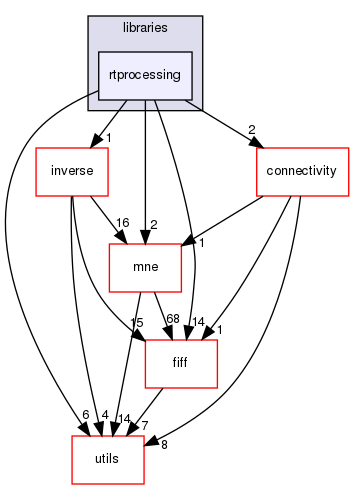 libraries
rtprocessing
1
2
inverse
connectivity
16
2
1
mne
68
15
14
1
fiff
6
4
14
7
8
utils